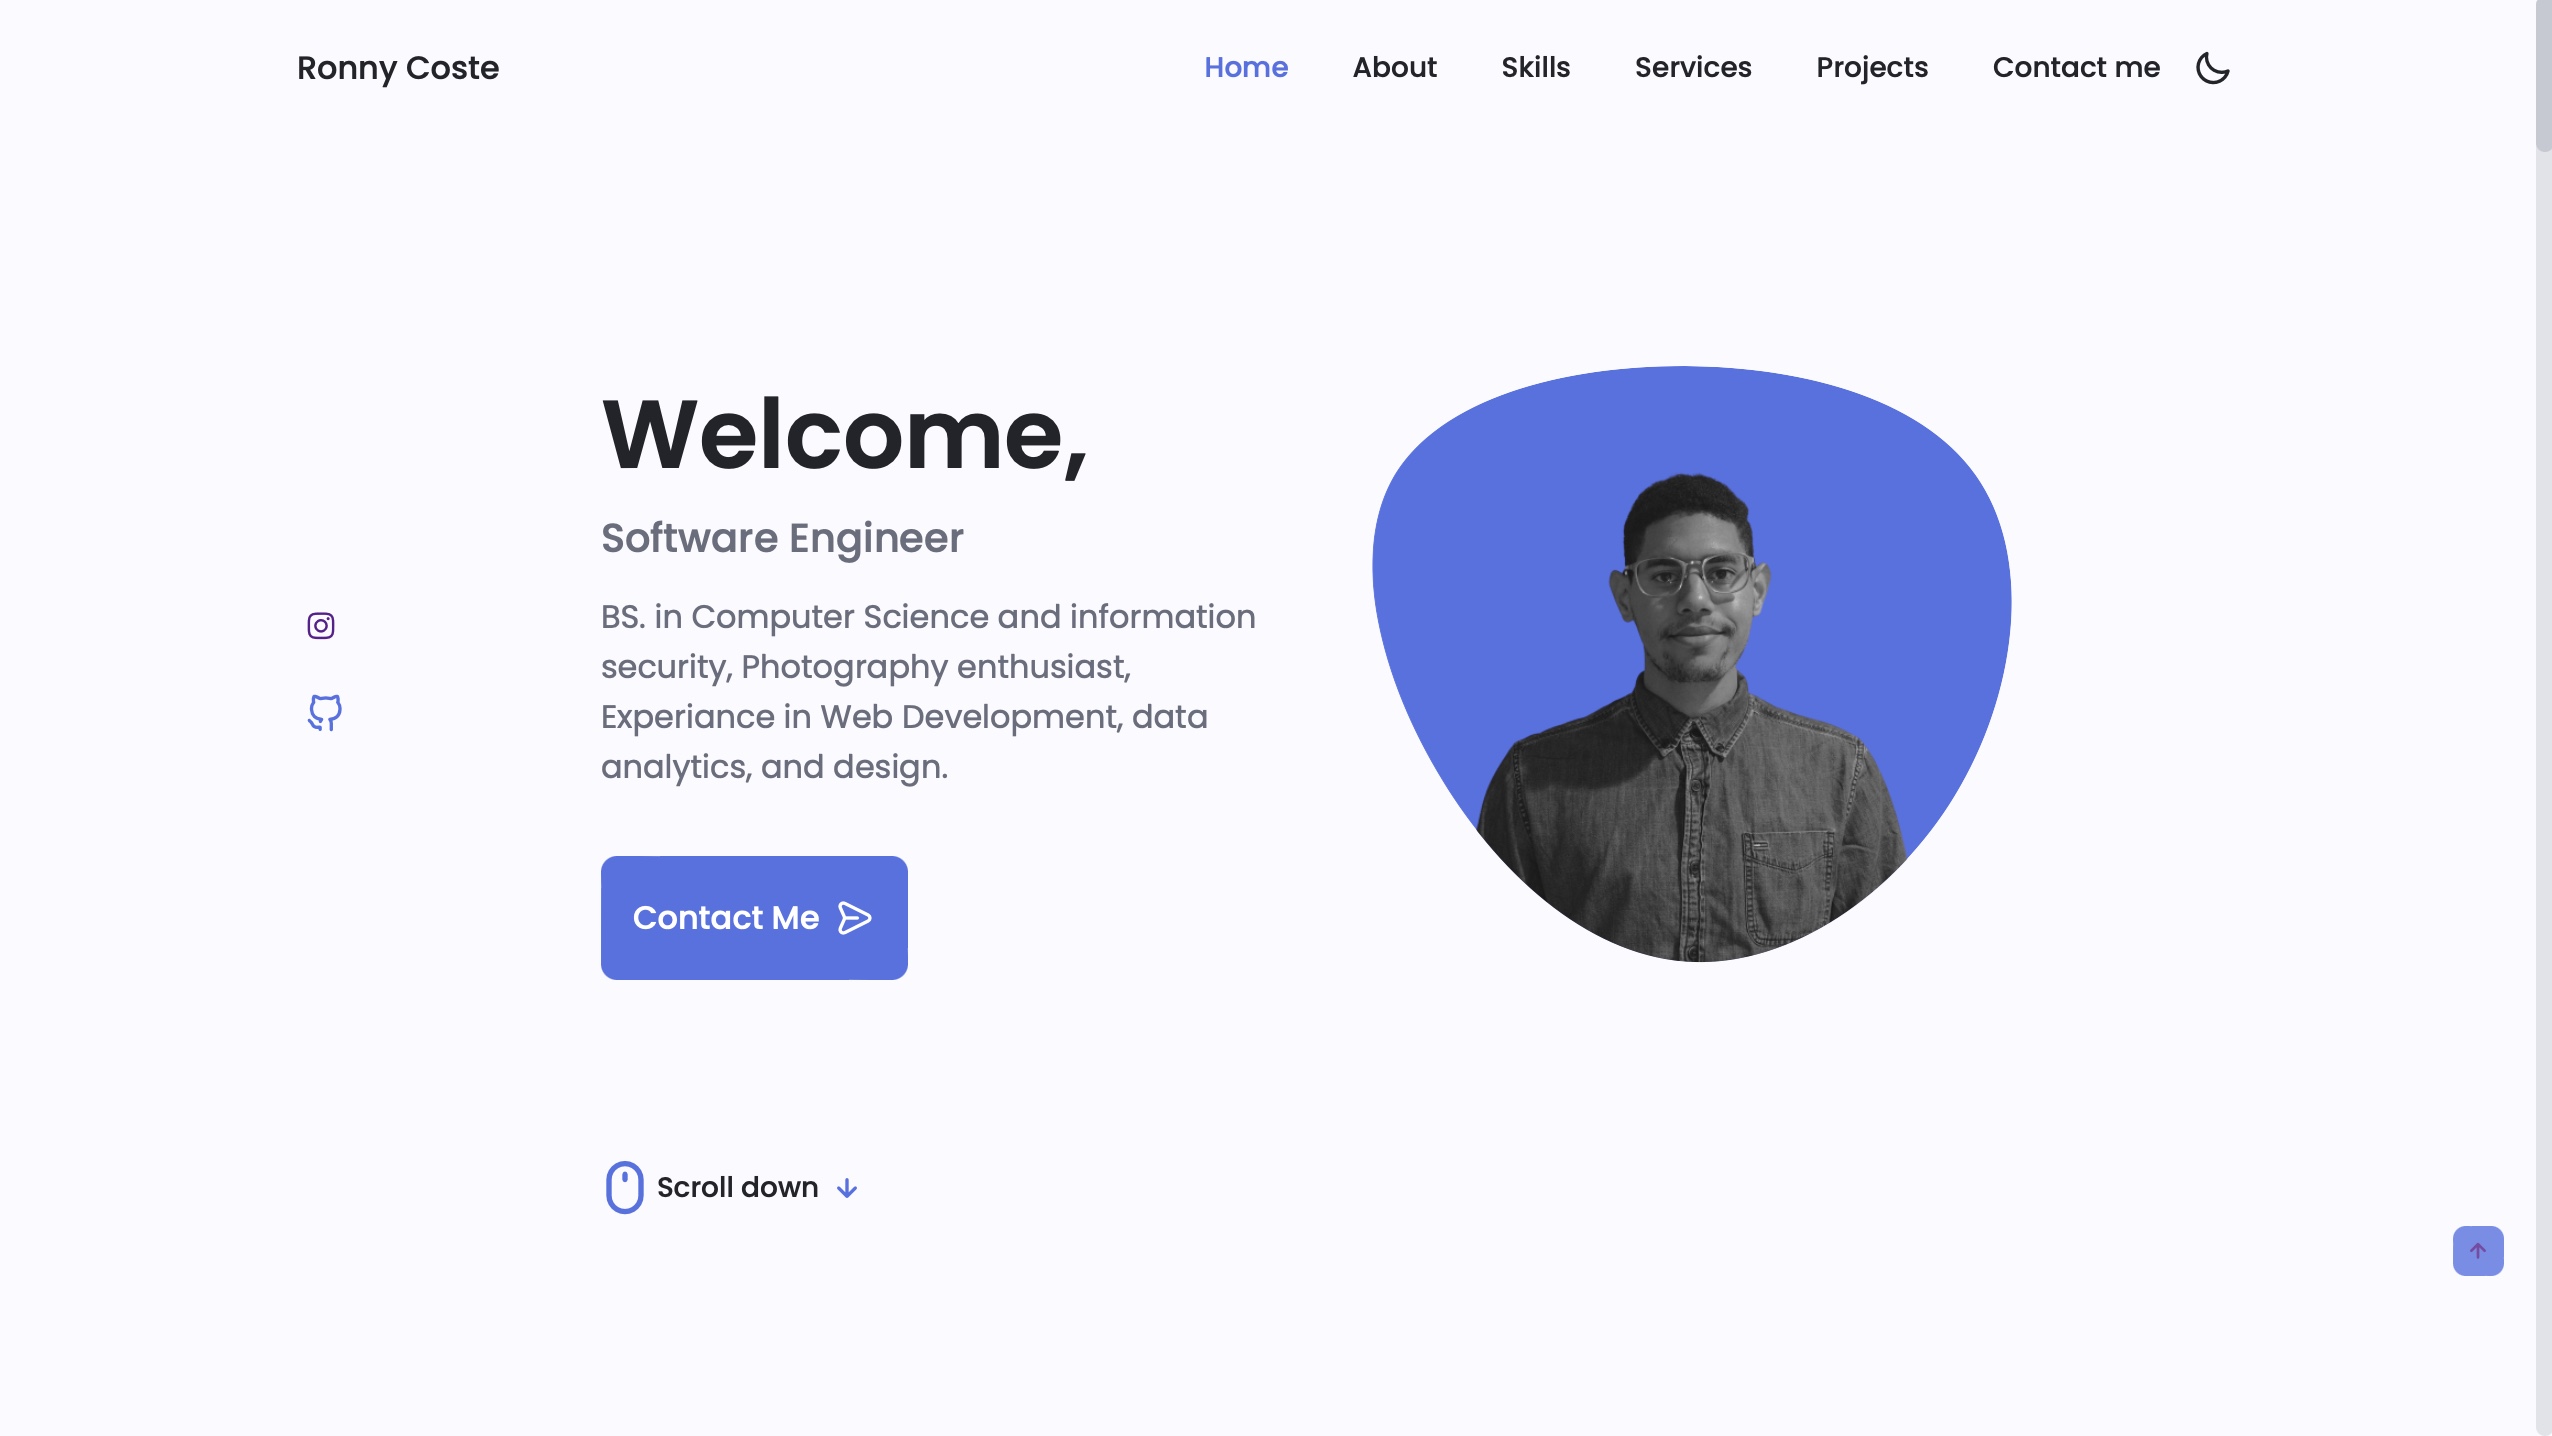 Ronny Coste
Home
About
Skills
Services
Projects
Contact me
Welcome,
Software Engineer
BS. in Computer Science and information
security, Photography enthusiast,
Experiance in Web Development, data
analytics, and design.
Contact Me
Scroll down